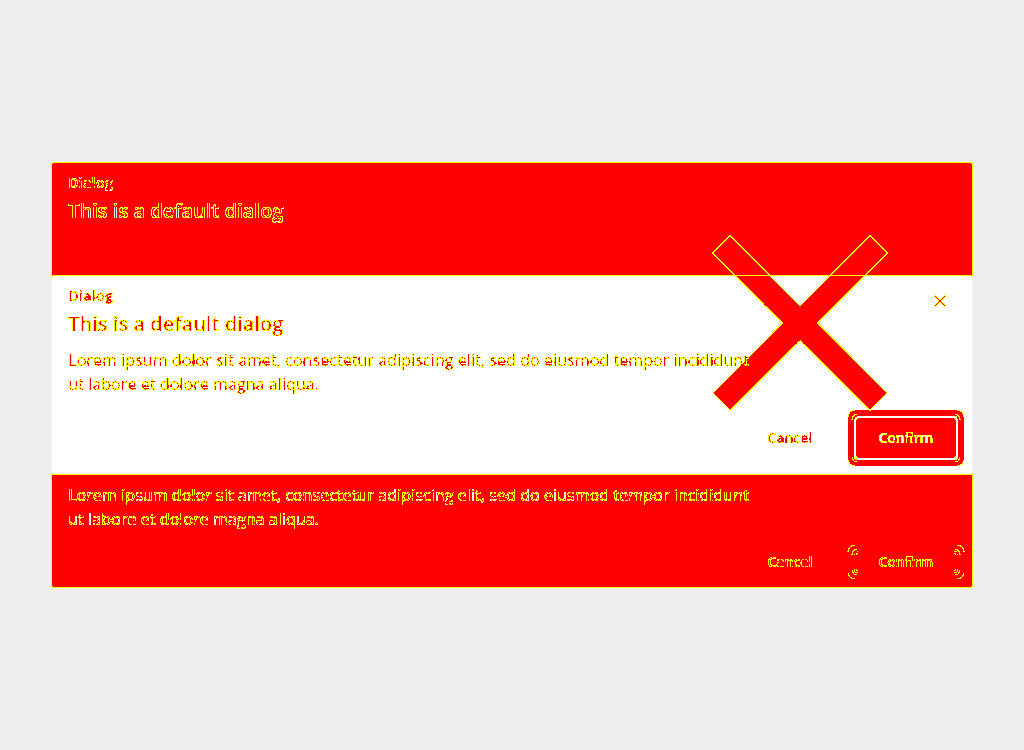 Dialog
This is a default dialog
Dialog
This is a default dialog
Lorem ipsum dolor sit amet, consectetur adipiscing elit, sed do eiusmod tempor incididunt
ut labore et dolore magna aliqua.
Cancel Confirm
Lorem ipsum dolor sit amet, consectetur adipiscing elit, sed do eiusmod tempor incididunt
ut labore et dolore magna aliqua.
Cancel Confirm